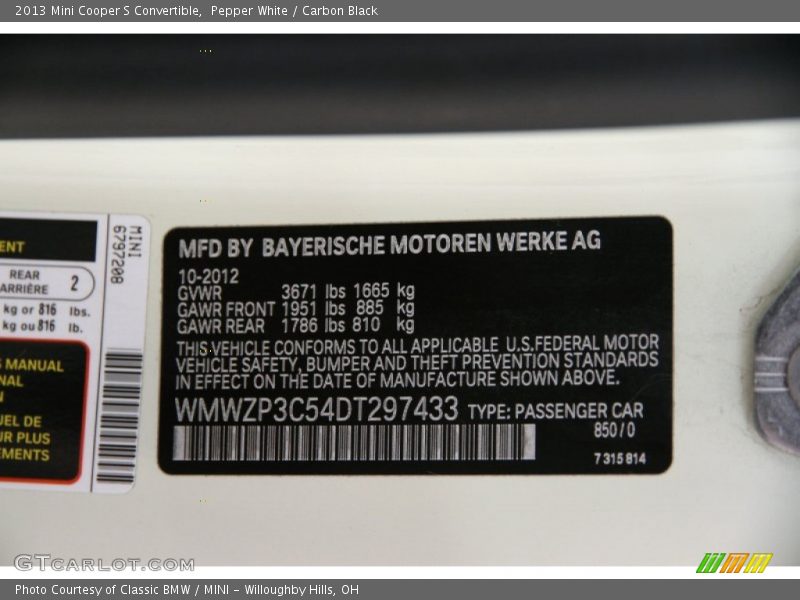 2013 Mini Cooper S Convertible,  Pepper White / Carbon Black
ENT
REAR
ARRIÈRE
2
kg or 816 lbs.
kg ou 816 lb.
S MANUAL
NAL
N
UEL DE
UR PLUS
EMENTS
MINI
6797208
MFD BY BAYERISCHE MOTOREN WERKE AG
10-2012
GVWR 3671 lbs 1665 kg
GAWR FRONT 1951 lbs 885 kg
GAWR REAR 1786 lbs 810 kg
THIS VEHICLE CONFORMS TO ALL APPLICABLE U.S.FEDERAL MOTOR
VEHICLE SAFETY, BUMPER AND THEFT PREVENTION STANDARDS
IN EFFECT ON THE DATE OF MANUFACTURE SHOWN ABOVE.
WMWZP3C54DT297433 TYPE: PASSENGER CAR
850/0
7 315 814
GTCARLOT.COM
Photo Courtesy of Classic BMW / MINI - Willoughby Hills, OH